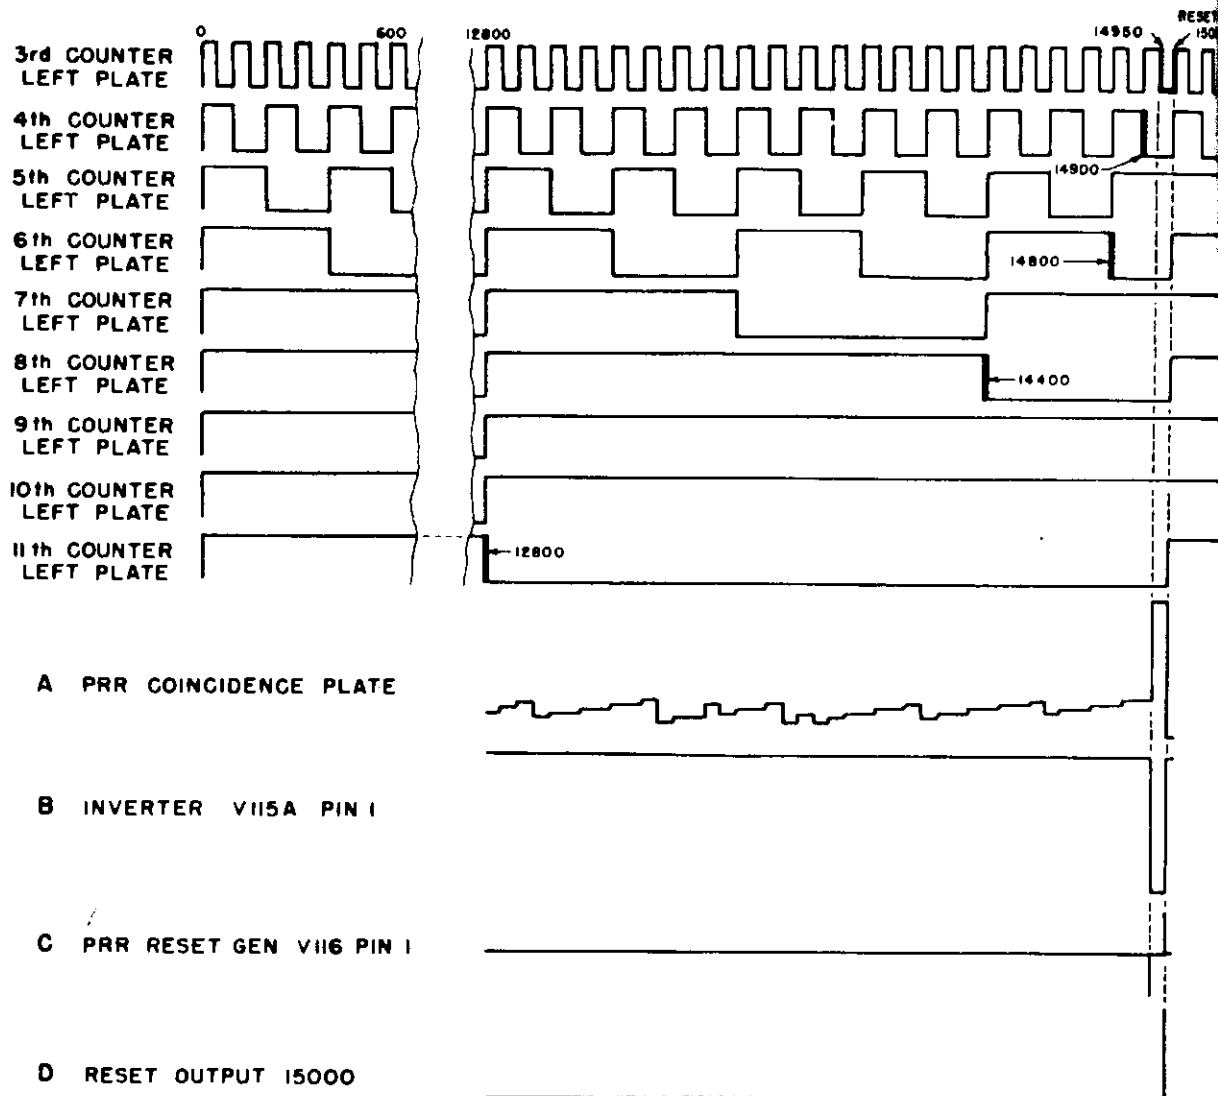 0 600 12800 14950 RESET
150
3rd COUNTER
LEFT PLATE
4th COUNTER
LEFT PLATE
14900
5th COUNTER
LEFT PLATE
6th COUNTER
LEFT PLATE
14800
7th COUNTER
LEFT PLATE
8th COUNTER
LEFT PLATE
14400
9th COUNTER
LEFT PLATE
10th COUNTER
LEFT PLATE
11th COUNTER
LEFT PLATE
12800
A PRR COINCIDENCE PLATE
B INVERTER V115A PIN 1
C PRR RESET GEN V116 PIN 1
D RESET OUTPUT 15000